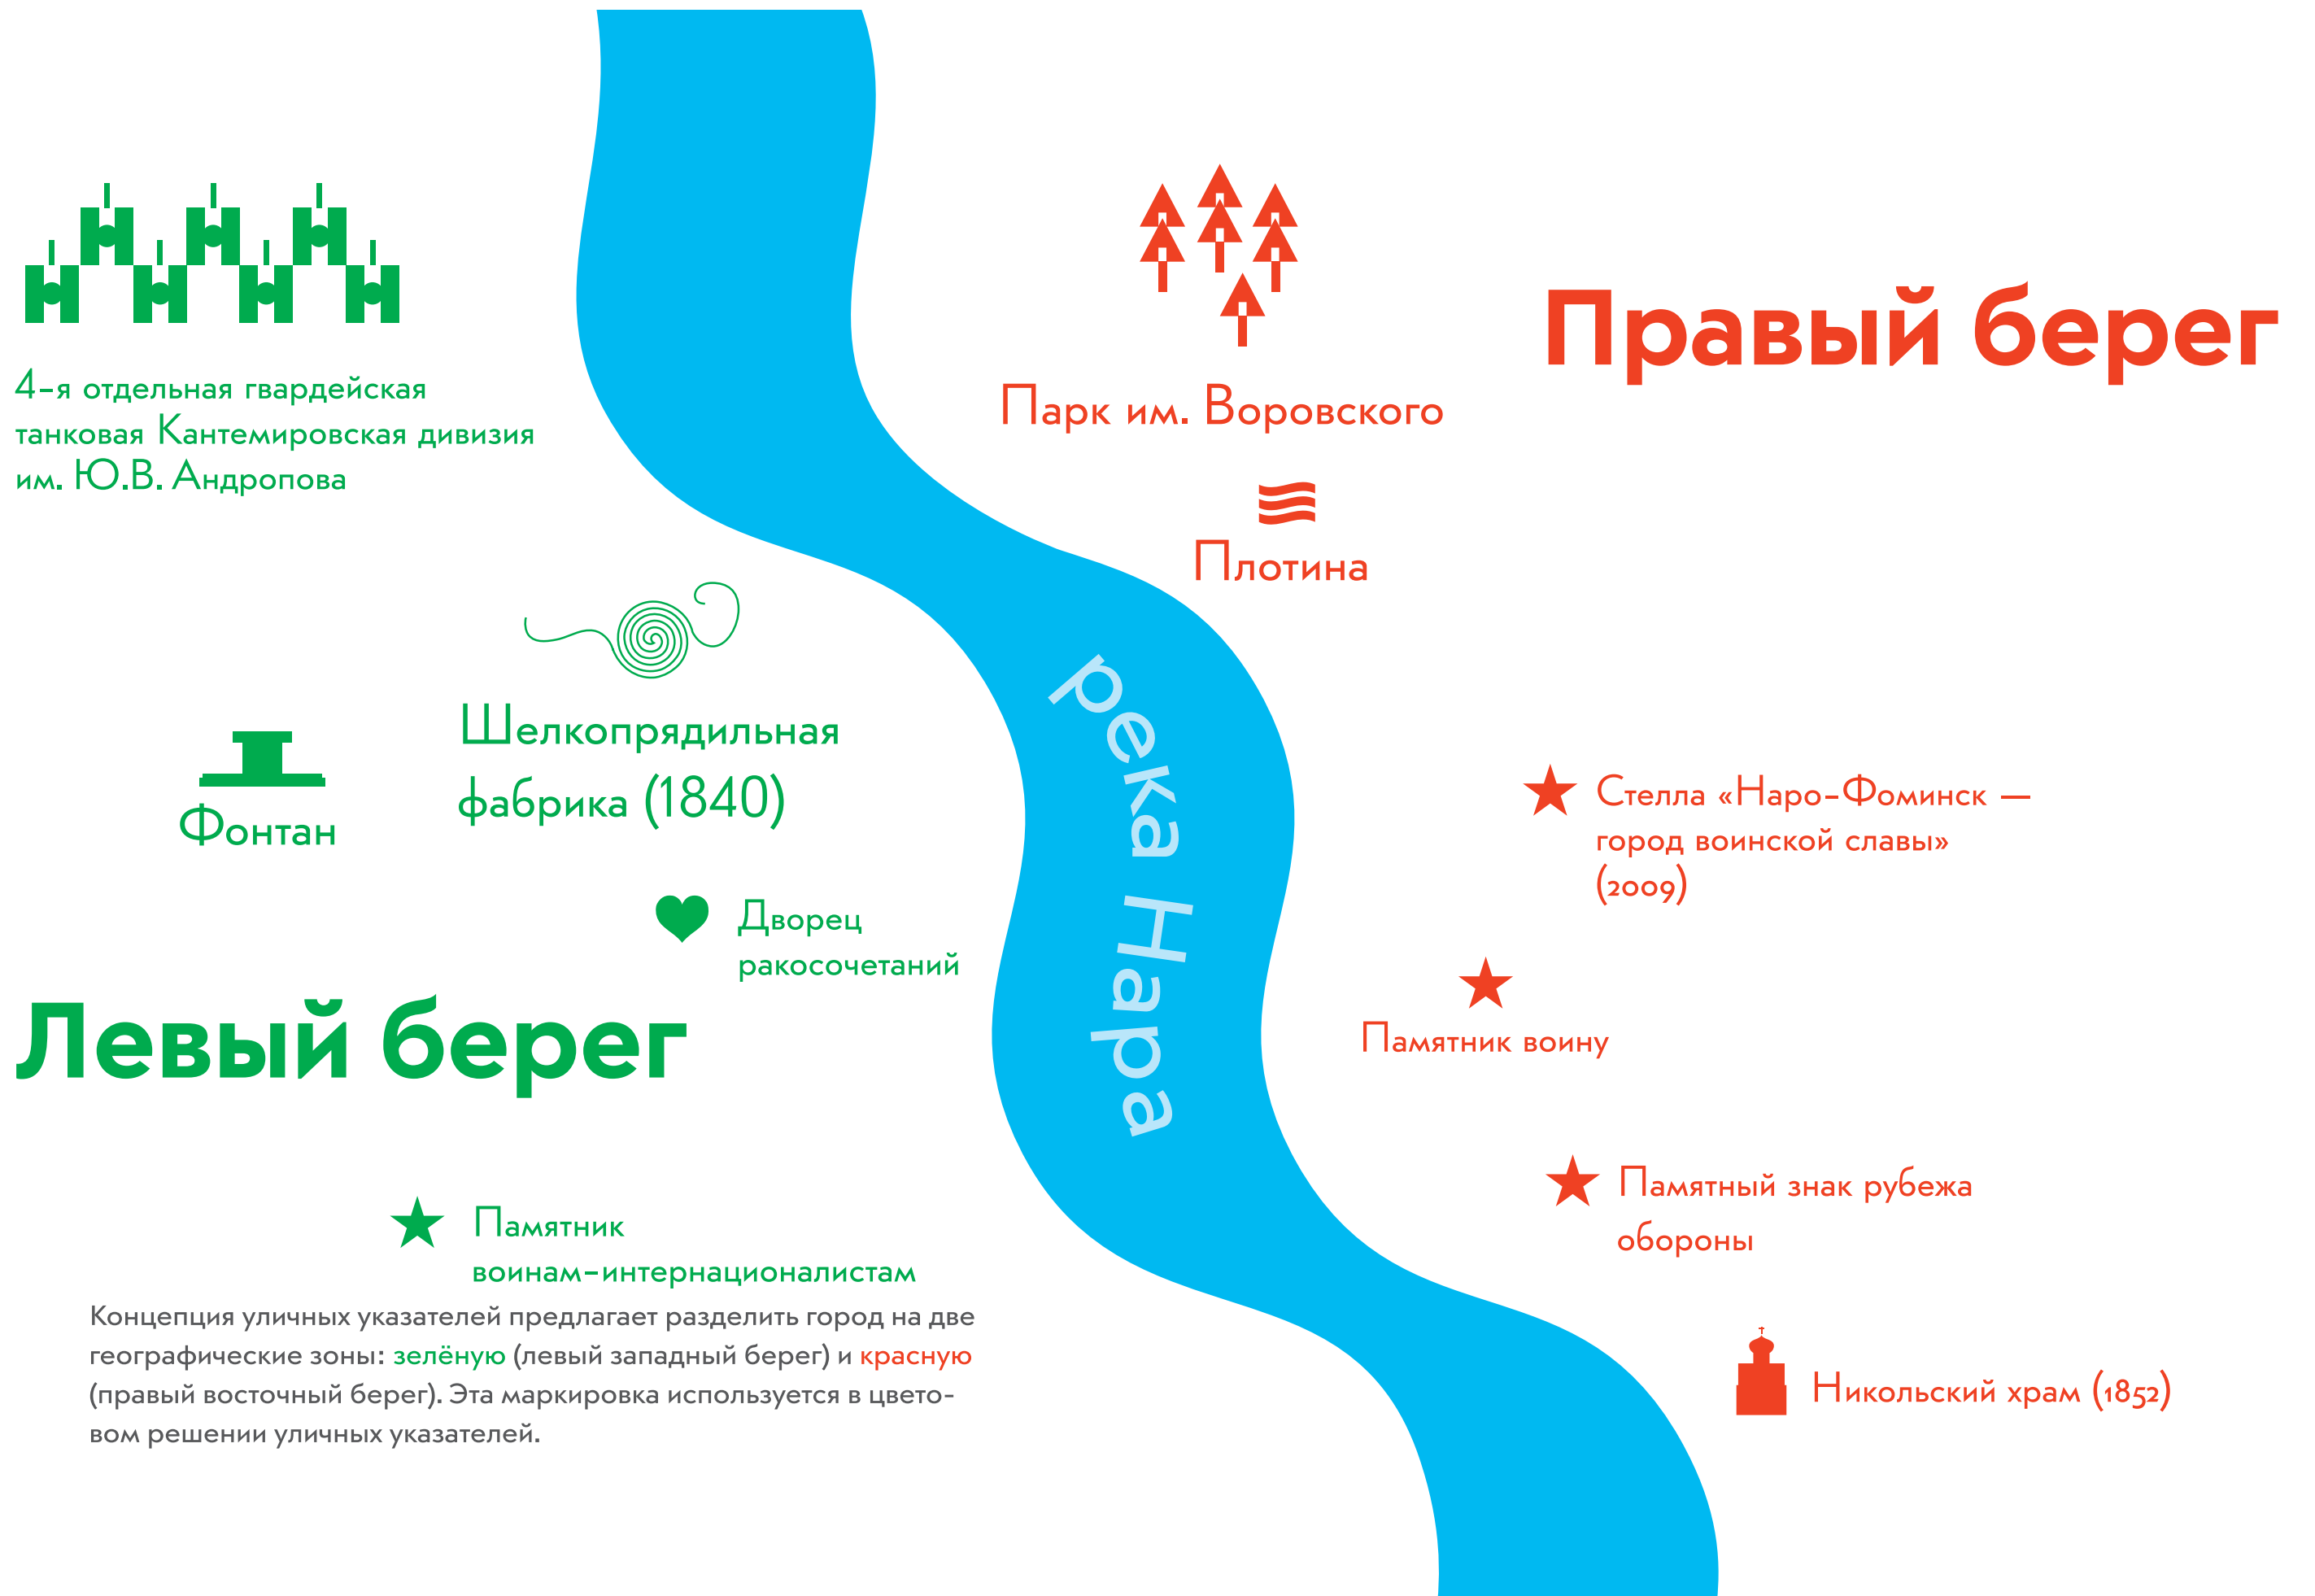 Правый берег
Парк им. Воровского
4-я отдельная гвардейская
танковая Кантемировская дивизия
им. Ю.В. Андропова
Плотина
река Нара
Шелкопрядильная
фабрика (1840)
Фонтан
Стелла «Наро-Фоминск —
город воинской славы»
(2009)
Дворец
ракосочетаний
Левый берег
Памятник воину
Памятный знак рубежа
обороны
Памятник
воинам-интернационалистам
Концепция уличных указателей предлагает разделить город на две
географические зоны: зелёную (левый западный берег) и красную
(правый восточный берег). Эта маркировка используется в цвето-
вом решении уличных указателей.
Никольский храм (1852)